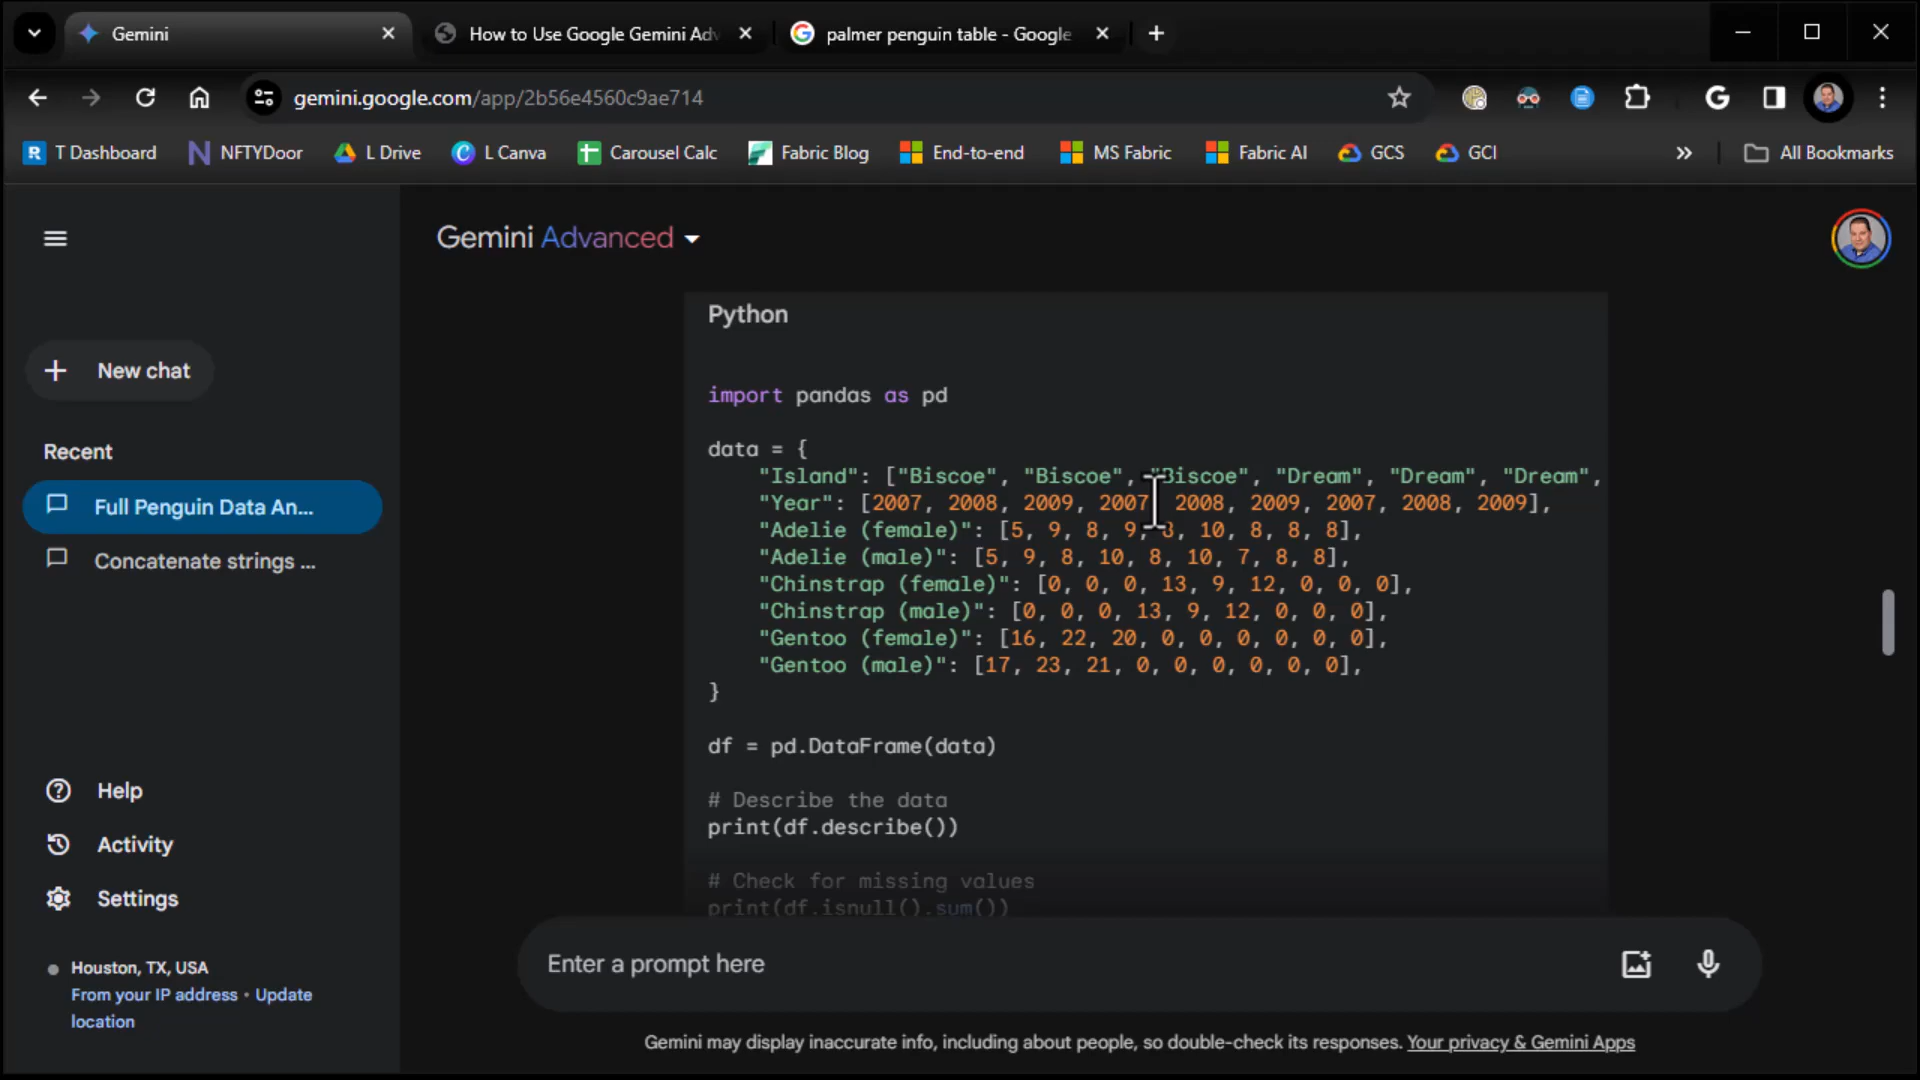 Gemini
How to Use Google Gemini Adv
palmer penguin table - Google
gemini.google.com/app/2b56e4560c9ae714
T Dashboard
NFTYDoor
L Drive
L Canva
Carousel Calc
Fabric Blog
End-to-end
MS Fabric
Fabric AI
GCS
GCI
All Bookmarks
Gemini Advanced
New chat
Recent
Full Penguin Data An...
Concatenate strings ...
Help
Activity
Settings
Houston, TX, USA
From your IP address • Update
location
Python
import pandas as pd
data = {
"Island": ["Biscoe", "Biscoe", "Biscoe", "Dream", "Dream", "Dream",
"Year": [2007, 2008, 2009, 2007, 2008, 2009, 2007, 2008, 2009],
"Adelie (female)": [5, 9, 8, 9, 8, 10, 8, 8, 8],
"Adelie (male)": [5, 9, 8, 10, 8, 10, 7, 8, 8],
"Chinstrap (female)": [0, 0, 0, 13, 9, 12, 0, 0, 0],
"Chinstrap (male)": [0, 0, 0, 13, 9, 12, 0, 0, 0],
"Gentoo (female)": [16, 22, 20, 0, 0, 0, 0, 0, 0],
"Gentoo (male)": [17, 23, 21, 0, 0, 0, 0, 0, 0],
}
df = pd.DataFrame(data)
# Describe the data
print(df.describe())
# Check for missing values
print(df.isnull().sum())
Enter a prompt here
Gemini may display inaccurate info, including about people, so double-check its responses. Your privacy & Gemini Apps